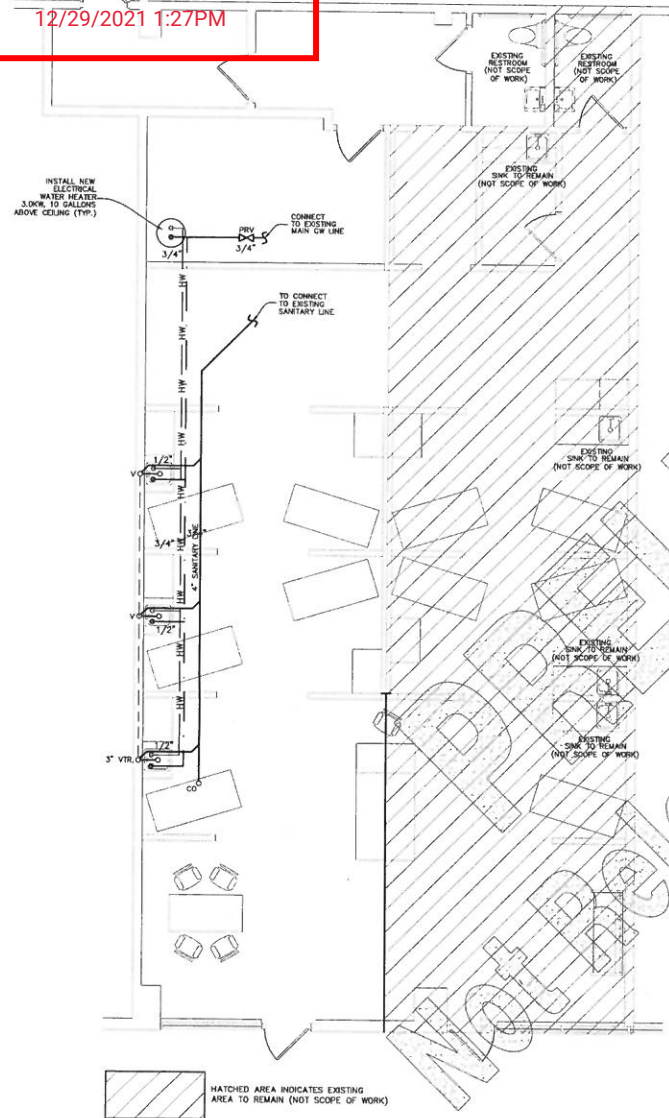 12/29/2021 1:27PM
EXISTING
RESTROOM
(NOT SCOPE
OF WORK)
EXISTING
RESTROOM
(NOT SCOPE
OF WORK)
EXISTING
SINK TO REMAIN
(NOT SCOPE OF WORK)
INSTALL NEW
ELECTRICAL
WATER HEATER
3.0KW, 10 GALLONS
ABOVE CEILING (TYP.)
3/4"
PRV
3/4"
CONNECT
TO EXISTING
MAIN CW LINE
TO CONNECT
TO EXISTING
SANITARY LINE
HW
HW
HW
HW
HW
HW
HW
1/2"
V
3/4"
4" SANITARY LINE
EXISTING
SINK TO REMAIN
(NOT SCOPE OF WORK)
V
1/2"
EXISTING
SINK TO REMAIN
(NOT SCOPE OF WORK)
1/2"
3" VTR.
CO
EXISTING
SINK TO REMAIN
(NOT SCOPE OF WORK)
Not
HATCHED AREA INDICATES EXISTING
AREA TO REMAIN (NOT SCOPE OF WORK)